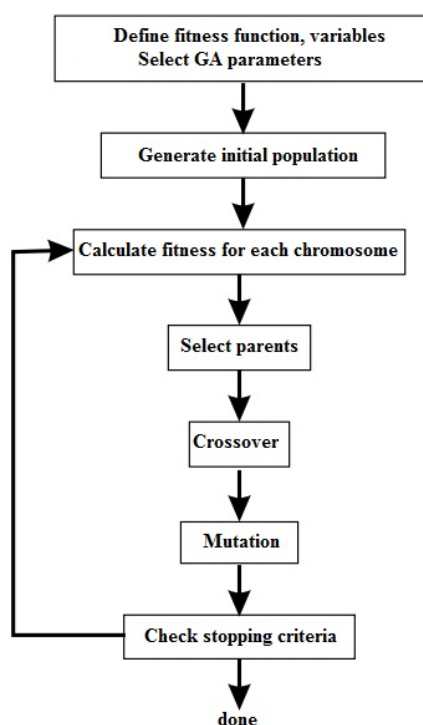 Define fitness function, variables
Select GA parameters
Generate initial population
Calculate fitness for each chromosome
Select parents
Crossover
Mutation
Check stopping criteria
done